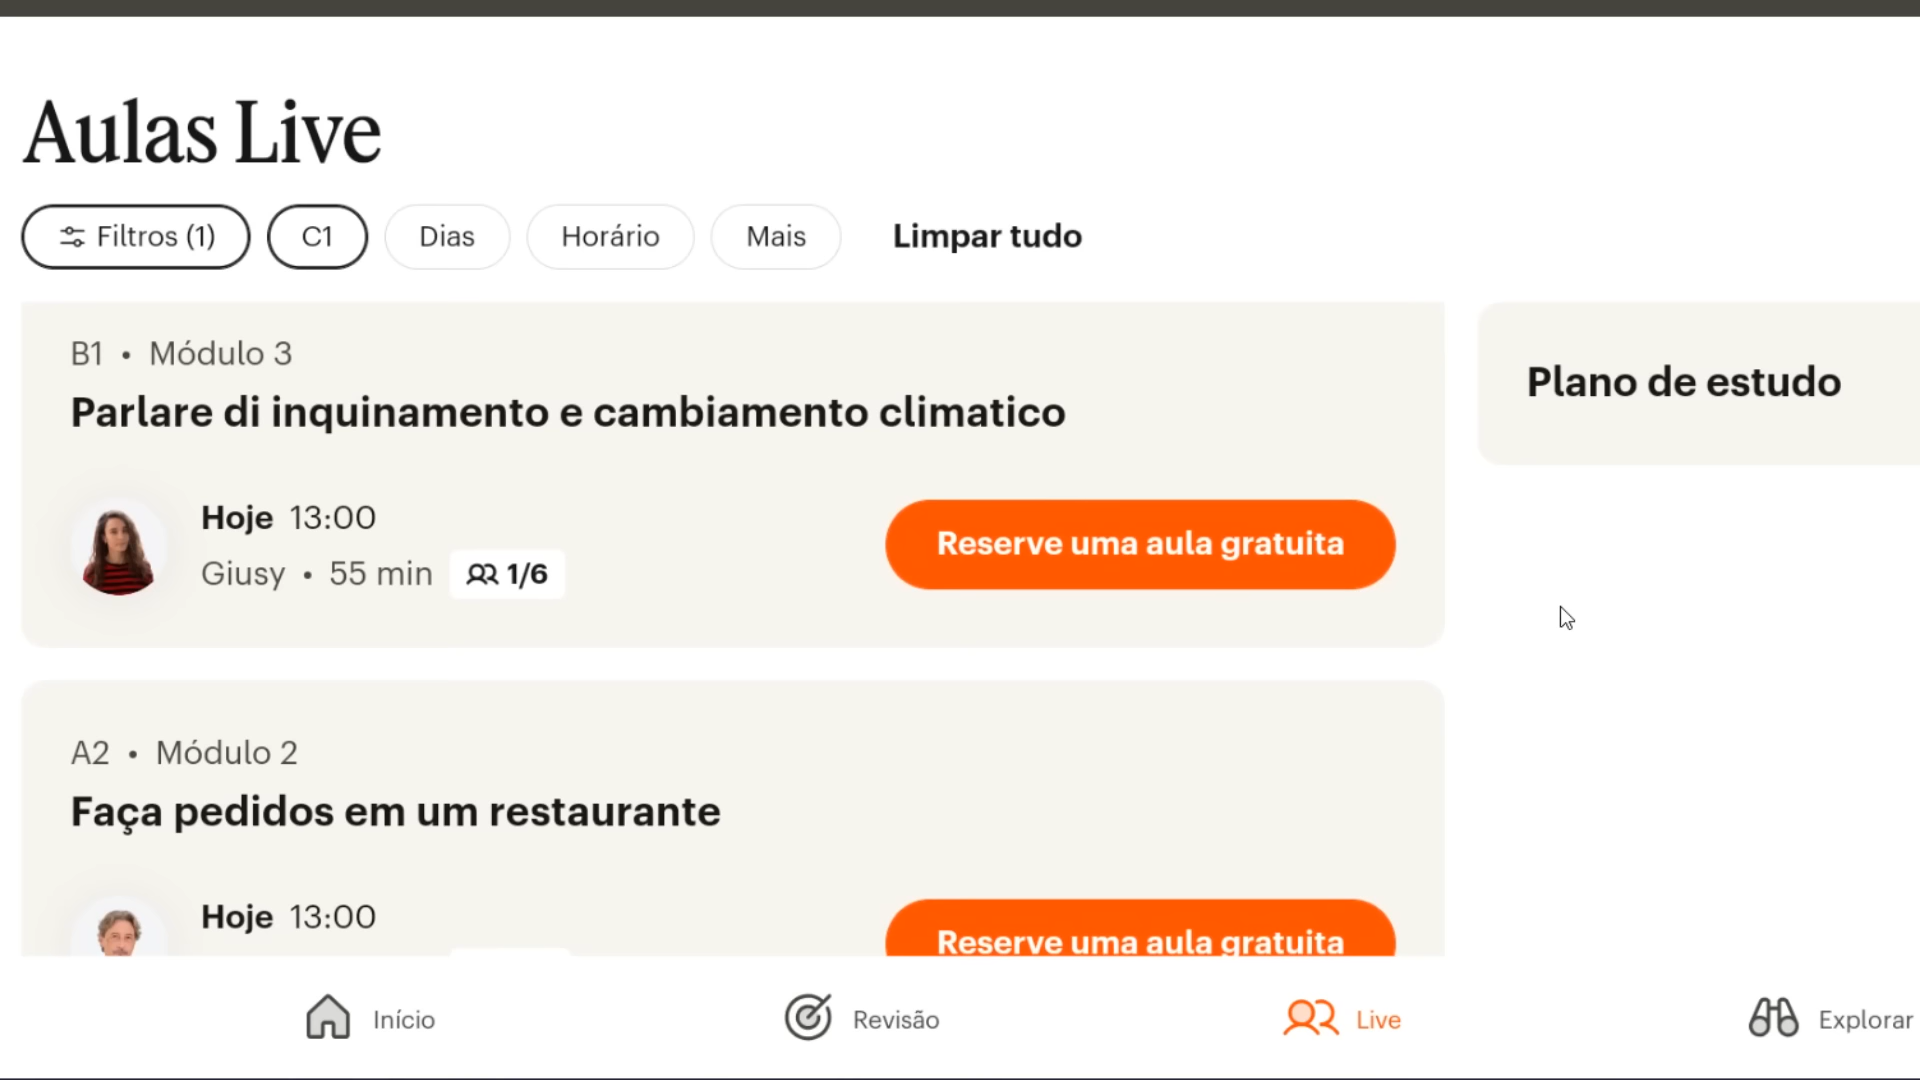 Aulas Live
Filtros (1)
C1
Dias
Horário
Mais
Limpar tudo
B1 • Módulo 3
Parlare di inquinamento e cambiamento climatico
Hoje 13:00
Giusy • 55 min 1/6
Reserve uma aula gratuita
Plano de estudo
A2 • Módulo 2
Faça pedidos em um restaurante
Hoje 13:00
Reserve uma aula gratuita
Início
Revisão
Live
Explorar